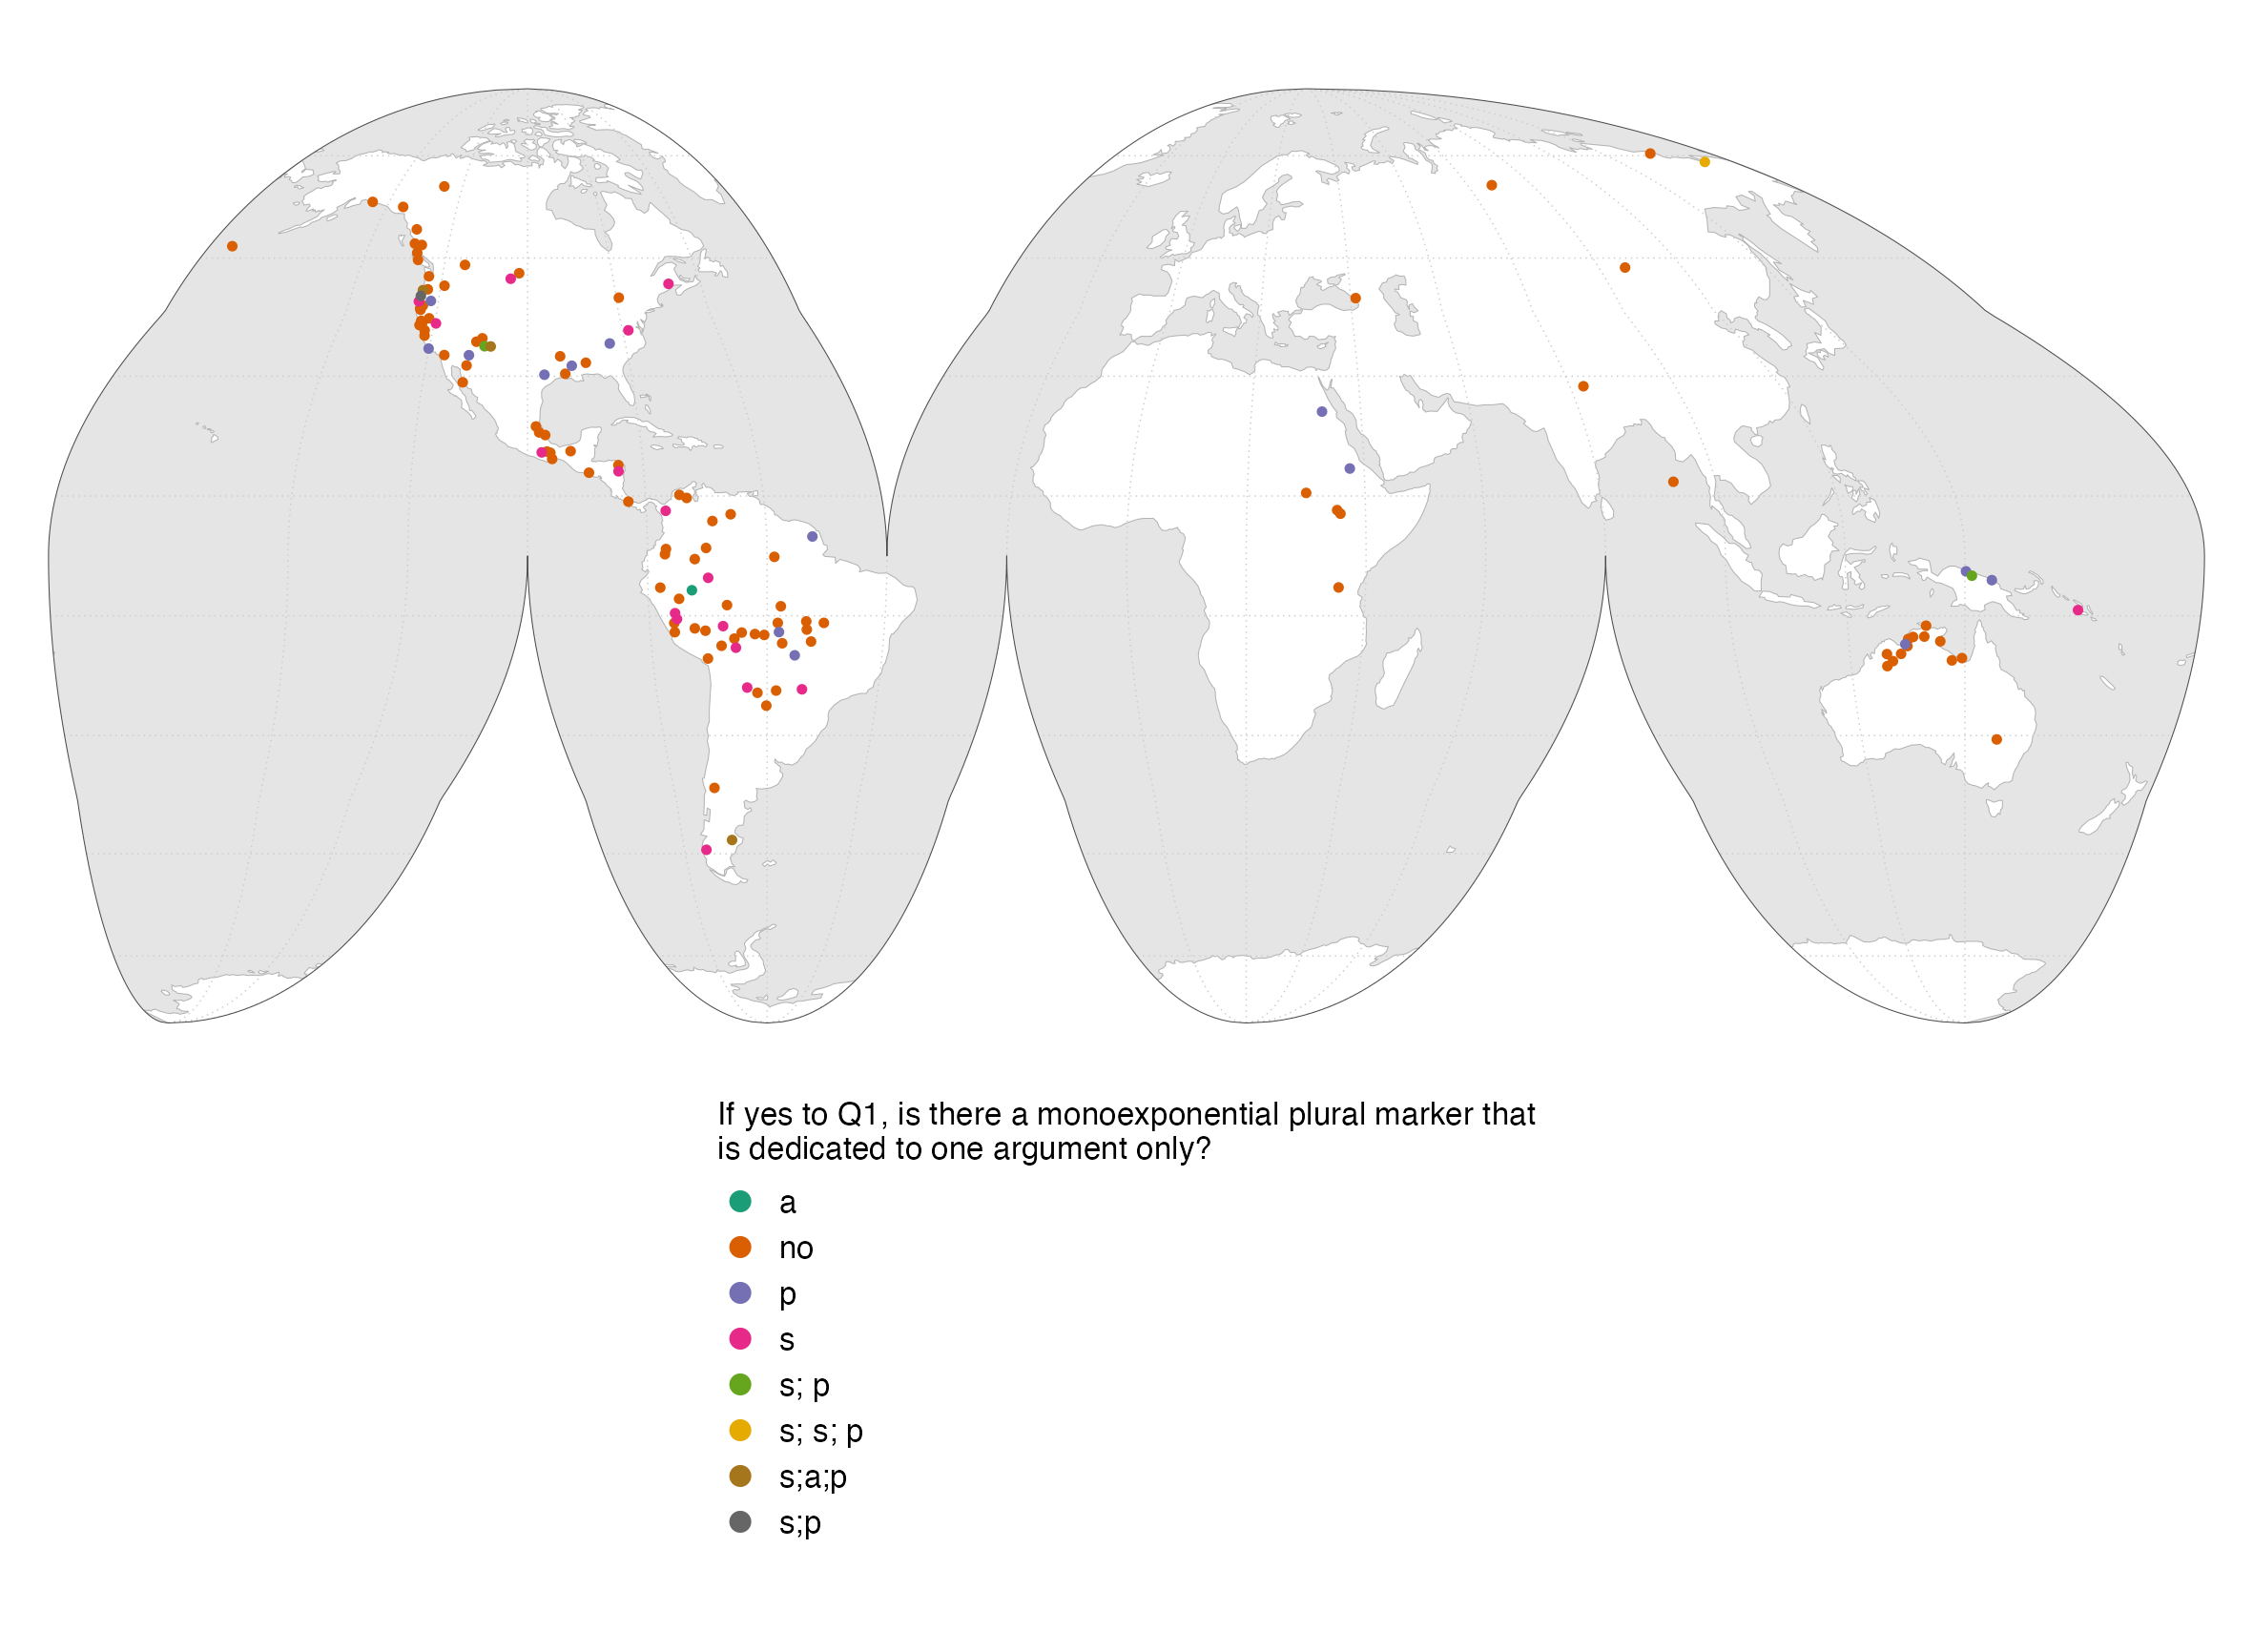 If yes to Q1, is there a monoexponential plural marker that
is dedicated to one argument only?
a
no
p
s
s; p
s; s; p
s;a;p
s;p